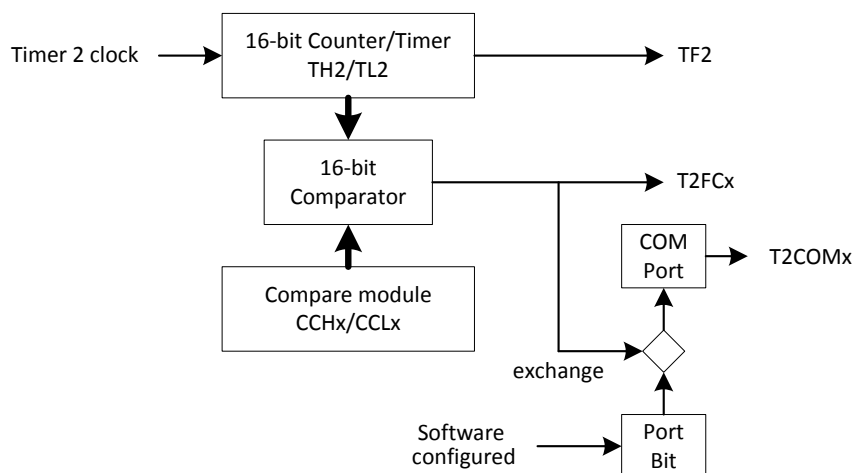 Timer 2 clock
16-bit Counter/Timer
TH2/TL2
TF2
16-bit
Comparator
T2FCx
COM
Port
T2COMx
Compare module
CCHx/CCLx
exchange
Software
configured
Port
Bit